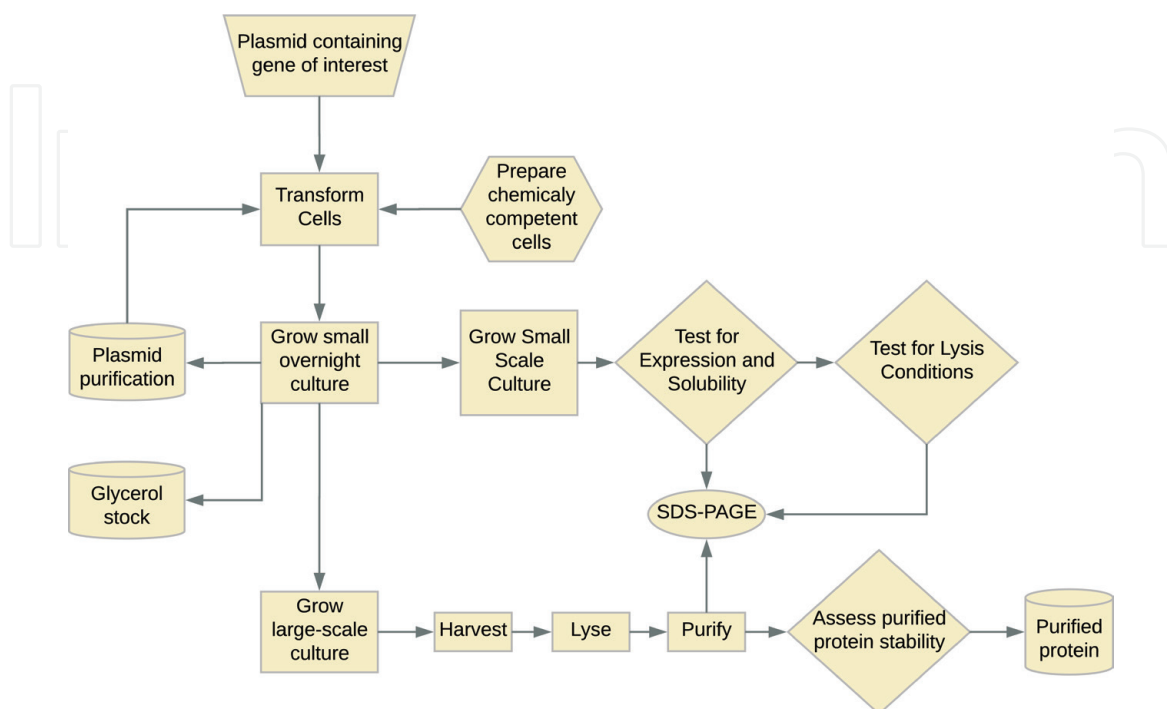 Plasmid containing
gene of interest
Transform
Cells
Prepare
chemicaly
competent
cells
Plasmid
purification
Grow small
overnight
culture
Grow Small
Scale
Culture
Test for
Expression and
Solubility
Test for Lysis
Conditions
Glycerol
stock
SDS-PAGE
Grow
large-scale
culture
Harvest
Lyse
Purify
Assess purified
protein stability
Purified
protein